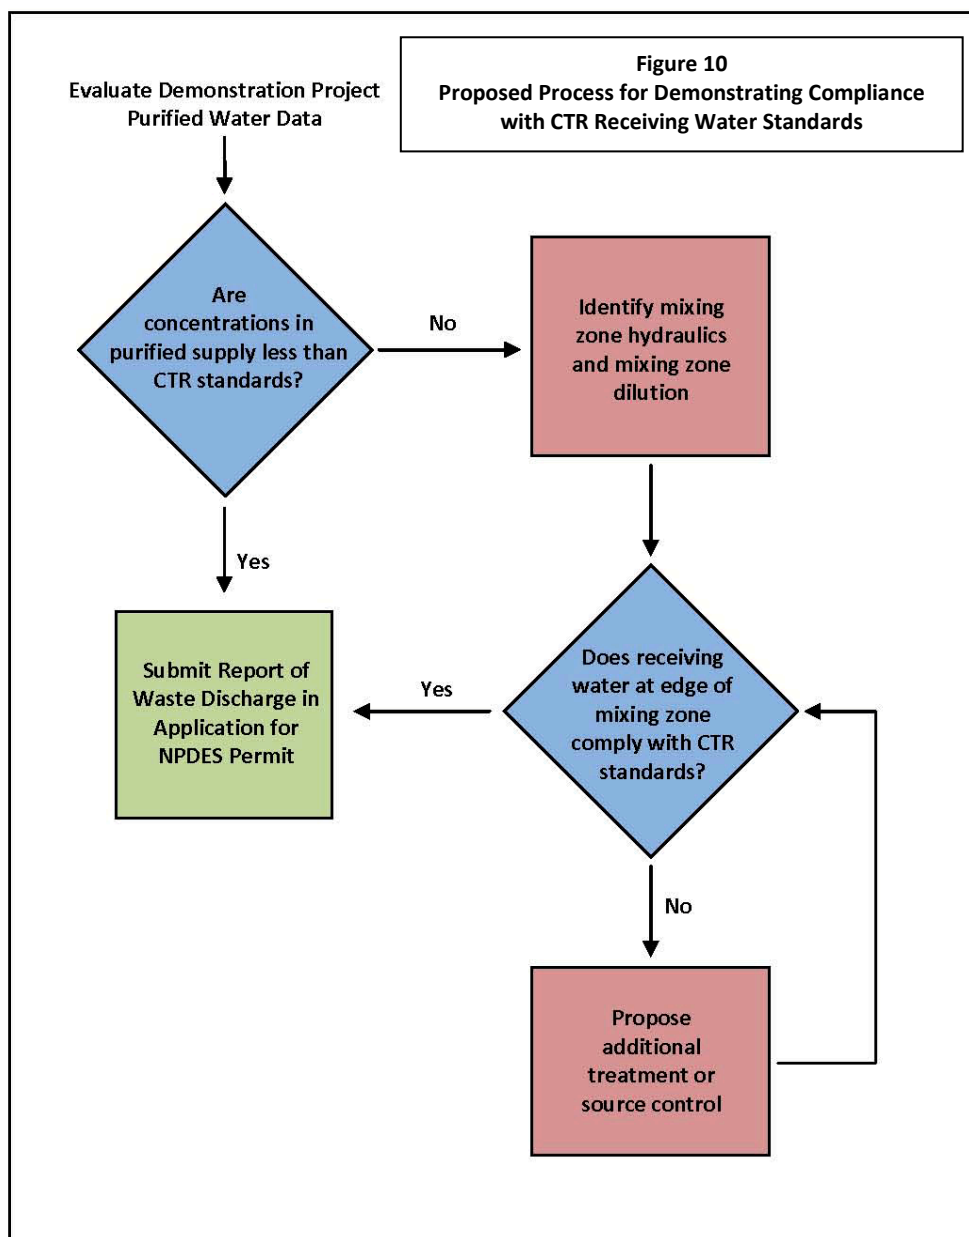 Figure 10
Proposed Process for Demonstrating Compliance
with CTR Receiving Water Standards
Evaluate Demonstration Project
Purified Water Data
Are
concentrations in
purified supply less than
CTR standards?
No
Identify mixing
zone hydraulics
and mixing zone
dilution
Yes
Submit Report of
Waste Discharge in
Application for
NPDES Permit
Yes
Does receiving
water at edge of
mixing zone
comply with CTR
standards?
No
Propose
additional
treatment or
source control